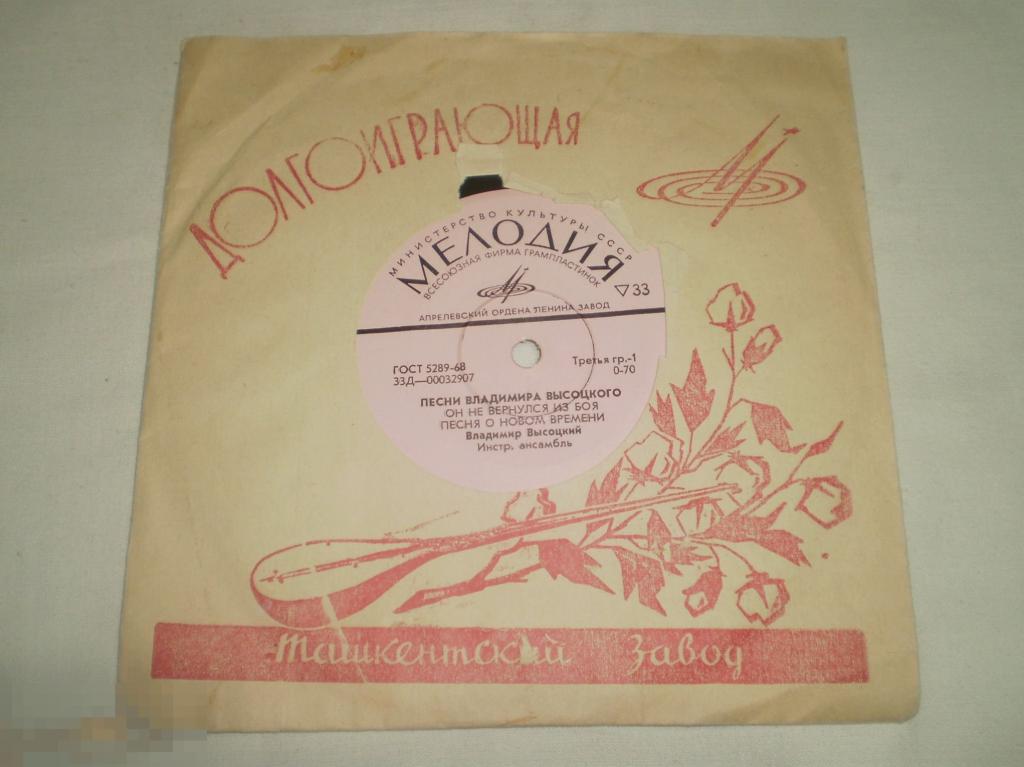 ДОЛГОИГРАЮЩАЯ
МИНИСТЕРСТВО КУЛЬТУРЫ СССР
МЕЛОДИЯ
ВСЕСОЮЗНАЯ ФИРМА ГРАМПЛАСТИНОК
▽33
АПРЕЛЕВСКИЙ ОРДЕНА ЛЕНИНА ЗАВОД
ГОСТ 5289-68
Третья гр.-1
33Д—00032907
0-70
ПЕСНИ ВЛАДИМИРА ВЫСОЦКОГО
ОН НЕ ВЕРНУЛСЯ ИЗ БОЯ
ПЕСНЯ О НОВОМ ВРЕМЕНИ
Владимир Высоцкий
Инстр. ансамбль
Ташкентский завод